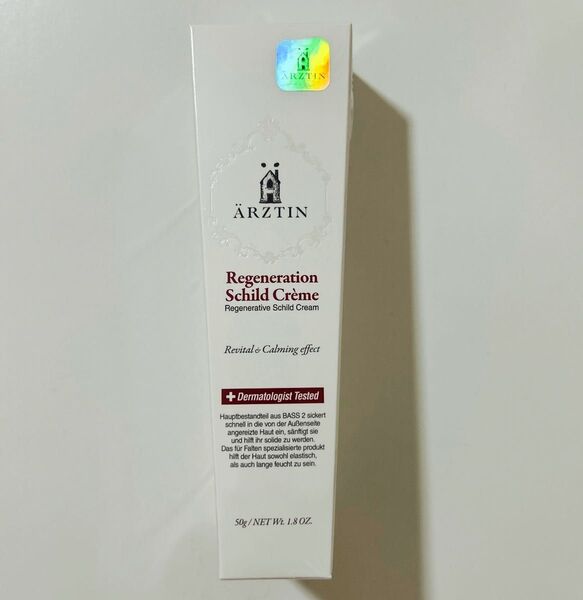 ÄRZTIN
ÄRZTIN
Regeneration
Schild Crème
Regenerative Schild Cream
Revital & Calming effect
Dermatologist Tested
Hauptbestandteil aus BASS 2 sickert
schnell in die von der Außenseite
angereizte Haut ein, sänftigt sie
und hilft ihr solide zu werden.
Das für Falten spezialisierte produkt
hilft der Haut sowohl elastisch,
als auch lange feucht zu sein.
50g / NET Wt. 1.8 OZ.